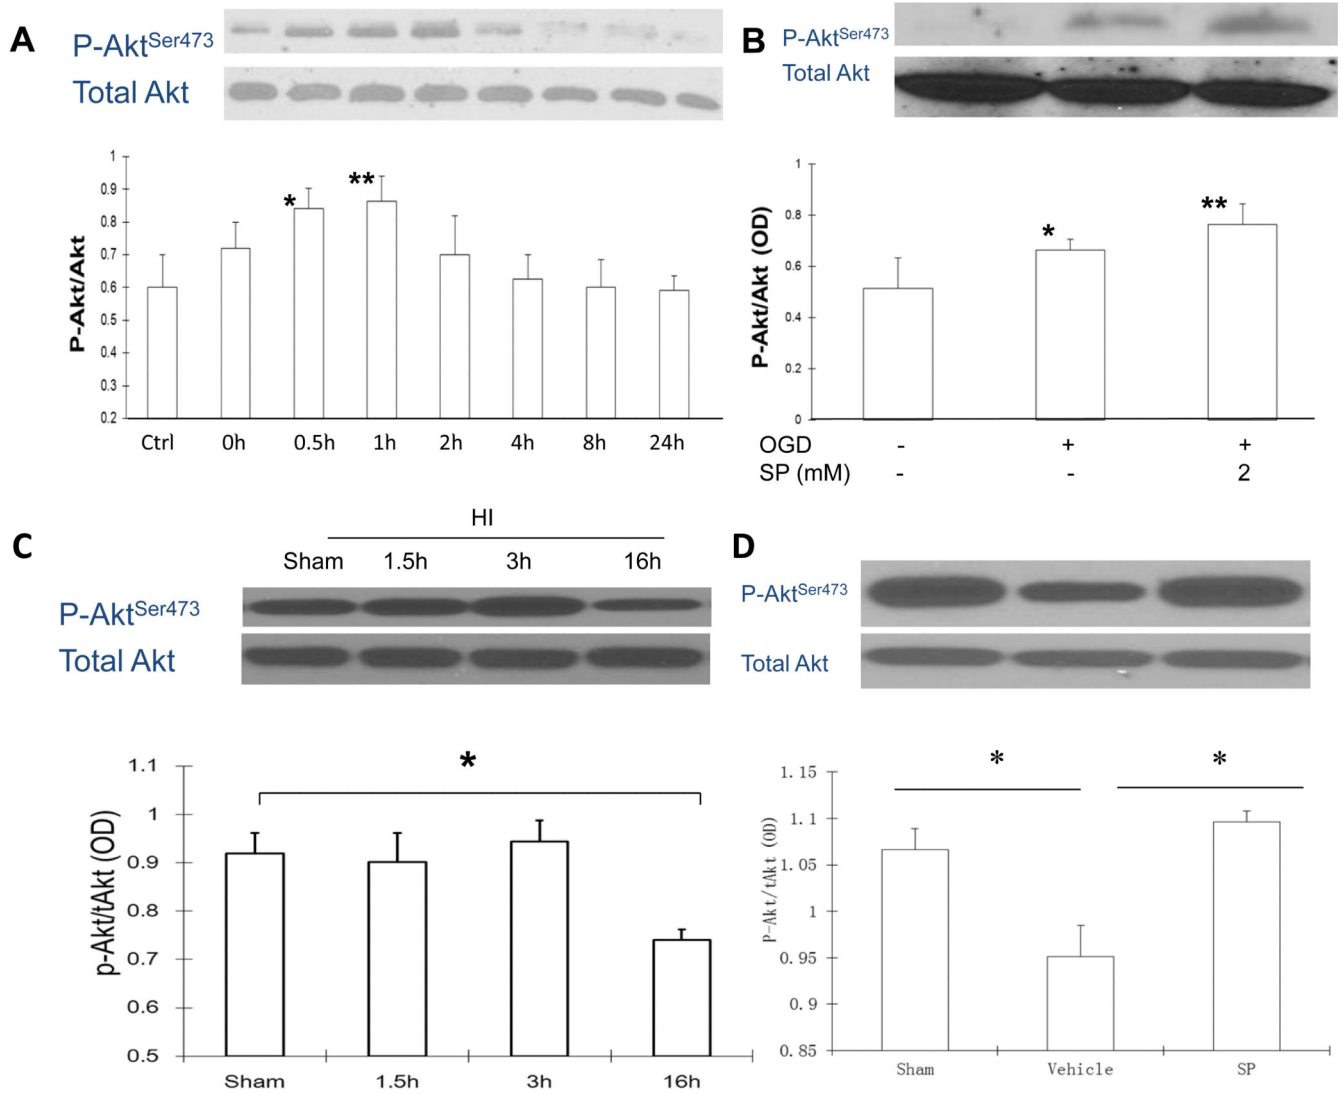 A
P-AktSer473
Total Akt
P-Akt/Akt
1
0.9
0.8
0.7
0.6
0.5
0.4
0.3
0.2
*
**
Ctrl 0h 0.5h 1h 2h 4h 8h 24h
B
P-AktSer473
Total Akt
P-Akt/Akt (OD)
1
0.8
0.6
0.4
0.2
0
*
**
OGD - + +
SP (mM) - - 2
C
HI
Sham 1.5h 3h 16h
P-AktSer473
Total Akt
p-Akt/tAkt (OD)
1.1
1
0.9
0.8
0.7
0.6
0.5
*
Sham 1.5h 3h 16h
D
P-AktSer473
Total Akt
P-Akt/tAkt (OD)
1.15
1.1
1.05
1
0.95
0.9
0.85
* *
Sham Vehicle SP